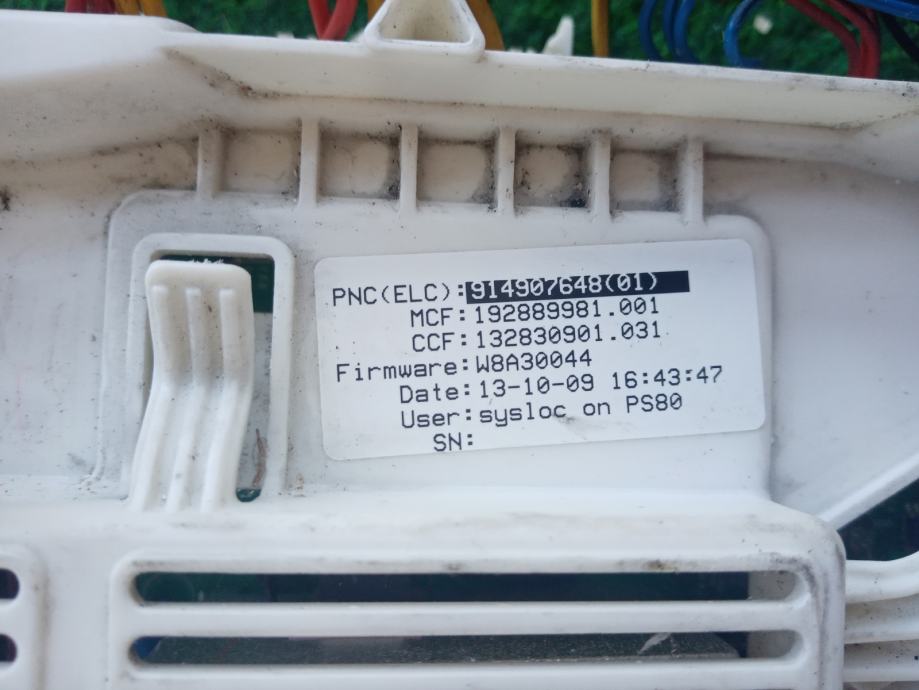 PNC(ELC):914907648(01)
MCF:192889981.001
CCF:132830901.031
Firmware:W8A30044
Date:13-10-09 16:43:47
User:sysloc on PS80
SN: